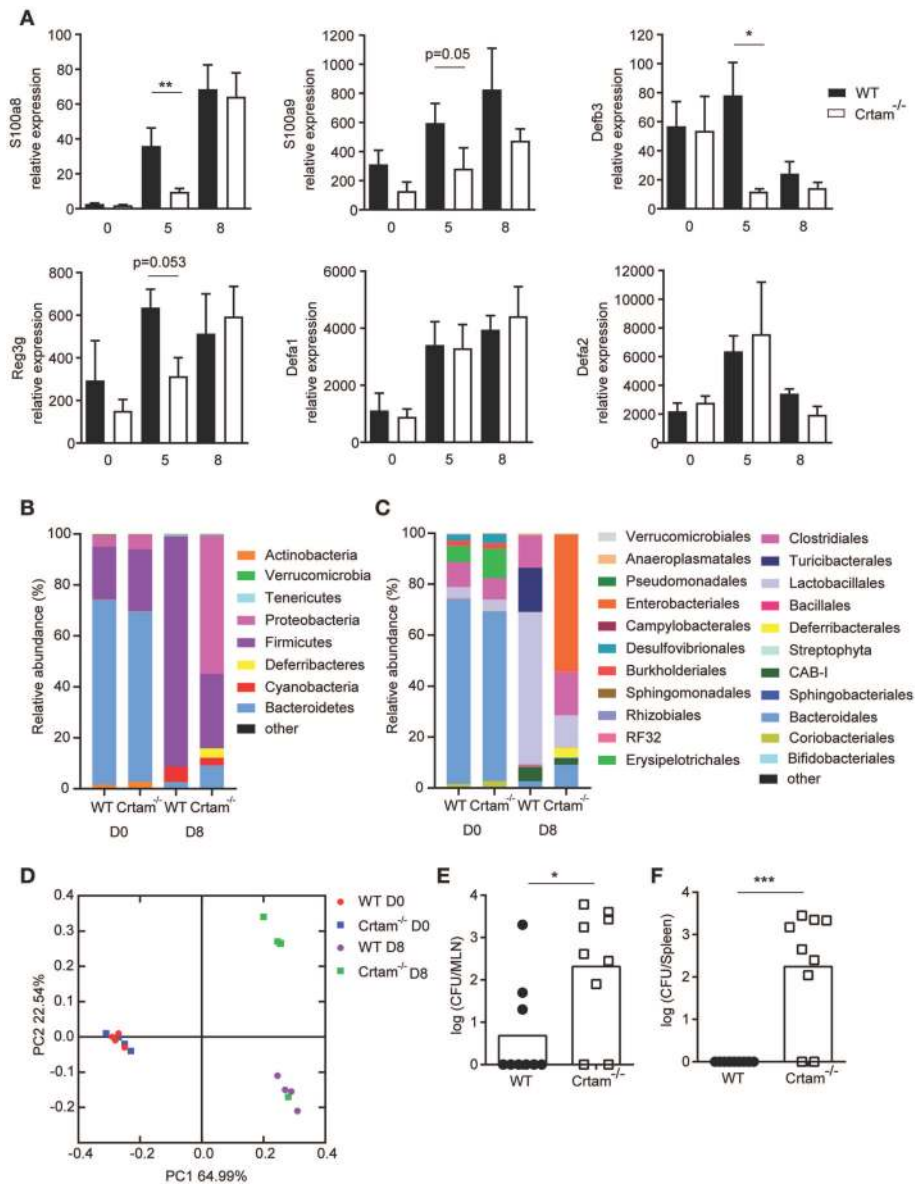 A
S100a8
relative expression
100
80
60
40
20
0
**
0 5 8
S100a9
relative expression
1200
1000
800
600
400
200
0
p=0.05
0 5 8
Defb3
relative expression
120
100
80
60
40
20
0
*
0 5 8
WT
Crtam-/-
Reg3g
relative expression
800
600
400
200
0
p=0.053
0 5 8
Defa1
relative expression
6000
4000
2000
0
0 5 8
Defa2
relative expression
12000
10000
8000
6000
4000
2000
0
0 5 8
B
Relative abundance (%)
100
80
60
40
20
0
WT Crtam-/- WT Crtam-/-
D0 D8
Actinobacteria
Verrucomicrobia
Tenericutes
Proteobacteria
Firmicutes
Deferribacteres
Cyanobacteria
Bacteroidetes
other
C
Relative abundance (%)
100
80
60
40
20
0
WT Crtam-/- WT Crtam-/-
D0 D8
Verrucomicrobiales
Anaeroplasmatales
Pseudomonadales
Enterobacteriales
Campylobacterales
Desulfovibrionales
Burkholderiales
Sphingomonadales
Rhizobiales
RF32
Erysipelotrichales
Clostridiales
Turicibacterales
Lactobacillales
Bacillales
Deferribacterales
Streptophyta
CAB-I
Sphingobacteriales
Bacteroidales
Coriobacteriales
Bifidobacteriales
other
D
PC2 22.54%
0.4
0.3
0.2
0.1
0.0
-0.1
-0.2
-0.4 -0.2 0.0 0.2 0.4
PC1 64.99%
WT D0
Crtam-/- D0
WT D8
Crtam-/- D8
E
log (CFU/MLN)
4
3
2
1
0
*
WT Crtam-/-
F
log (CFU/Spleen)
4
3
2
1
0
***
WT Crtam-/-